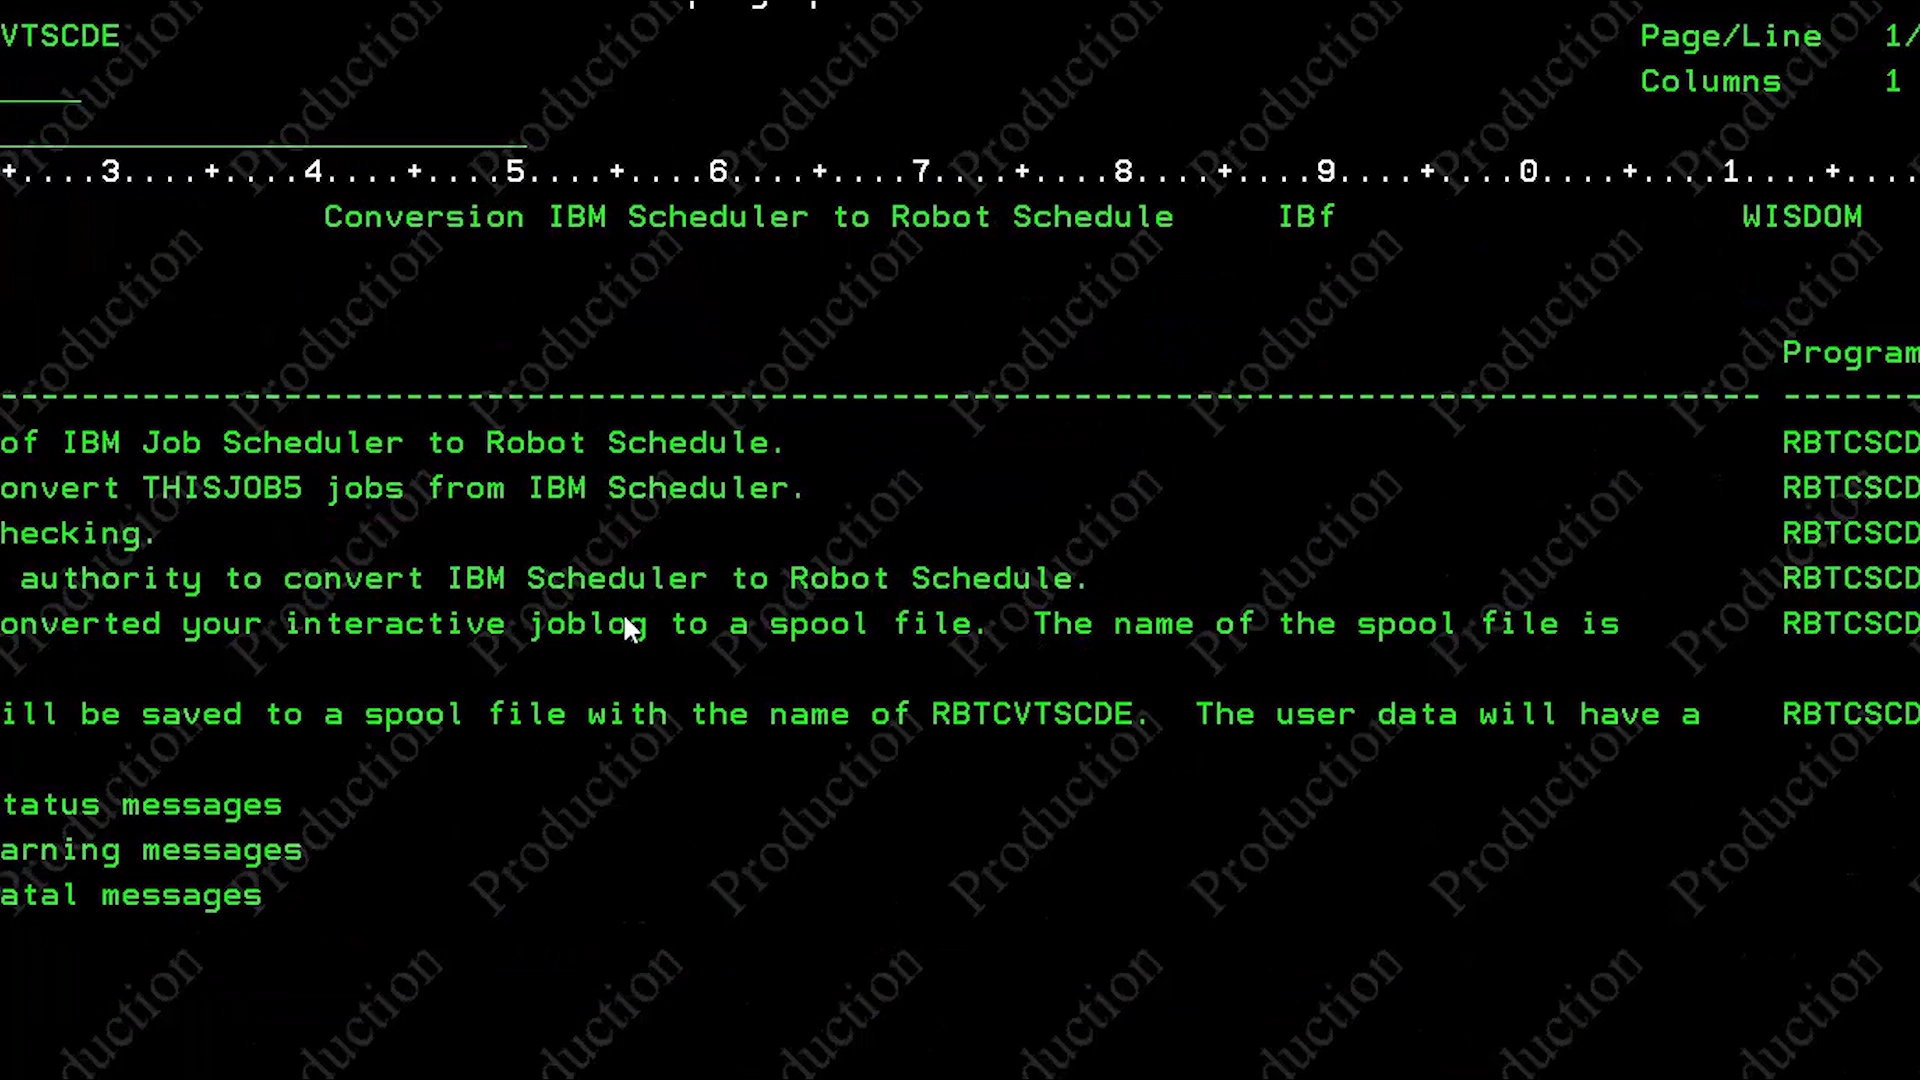 VTSCDE Page/Line 1/
Columns 1
+....3....+....4....+....5....+....6....+....7....+....8....+....9....+....0....+....1....+....
Conversion IBM Scheduler to Robot Schedule IBf WISDOM
Program
of IBM Job Scheduler to Robot Schedule. RBTCSCD
onvert THISJOB5 jobs from IBM Scheduler. RBTCSCD
hecking. RBTCSCD
authority to convert IBM Scheduler to Robot Schedule. RBTCSCD
onverted your interactive joblog to a spool file. The name of the spool file is RBTCSCD
ill be saved to a spool file with the name of RBTCVTSCDE. The user data will have a RBTCSCD
tatus messages
arning messages
atal messages
Production